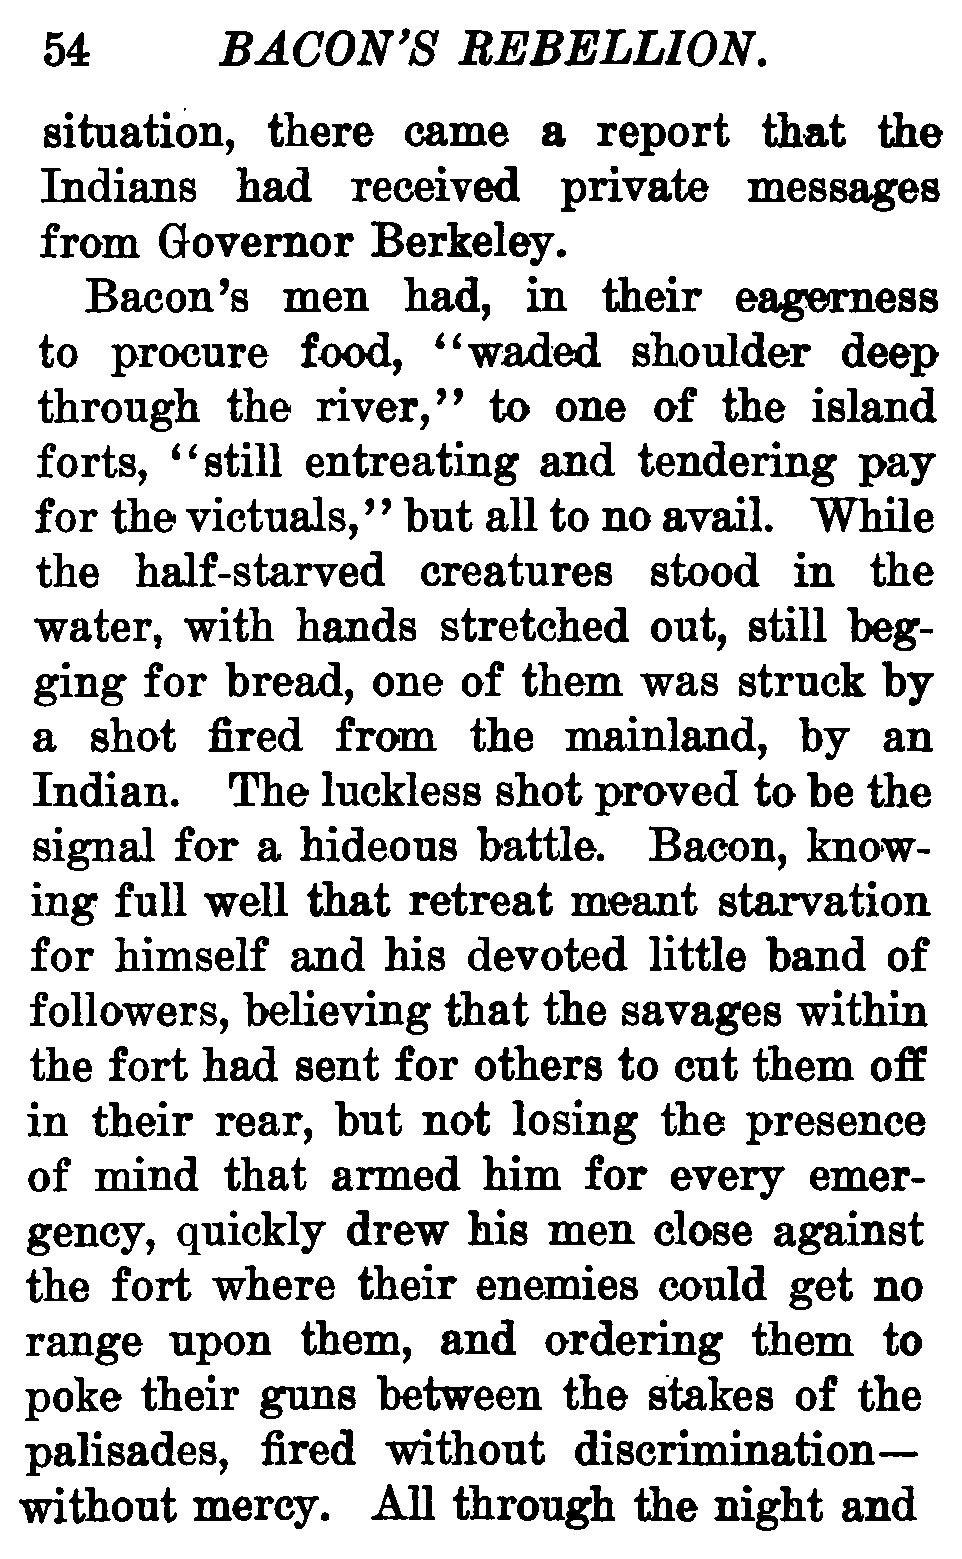 54 BACON'S REBELLION.
situation, there came a report that the
Indians had received private messages
from Governor Berkeley.
Bacon's men had, in their eagerness
to procure food, "waded shoulder deep
through the river," to one of the island
forts, "still entreating and tendering pay
for the victuals," but all to no avail. While
the half-starved creatures stood in the
water, with hands stretched out, still beg-
ging for bread, one of them was struck by
a shot fired from the mainland, by an
Indian. The luckless shot proved to be the
signal for a hideous battle. Bacon, know-
ing full well that retreat meant starvation
for himself and his devoted little band of
followers, believing that the savages within
the fort had sent for others to cut them off
in their rear, but not losing the presence
of mind that armed him for every emer-
gency, quickly drew his men close against
the fort where their enemies could get no
range upon them, and ordering them to
poke their guns between the stakes of the
palisades, fired without discrimination—
without mercy. All through the night and